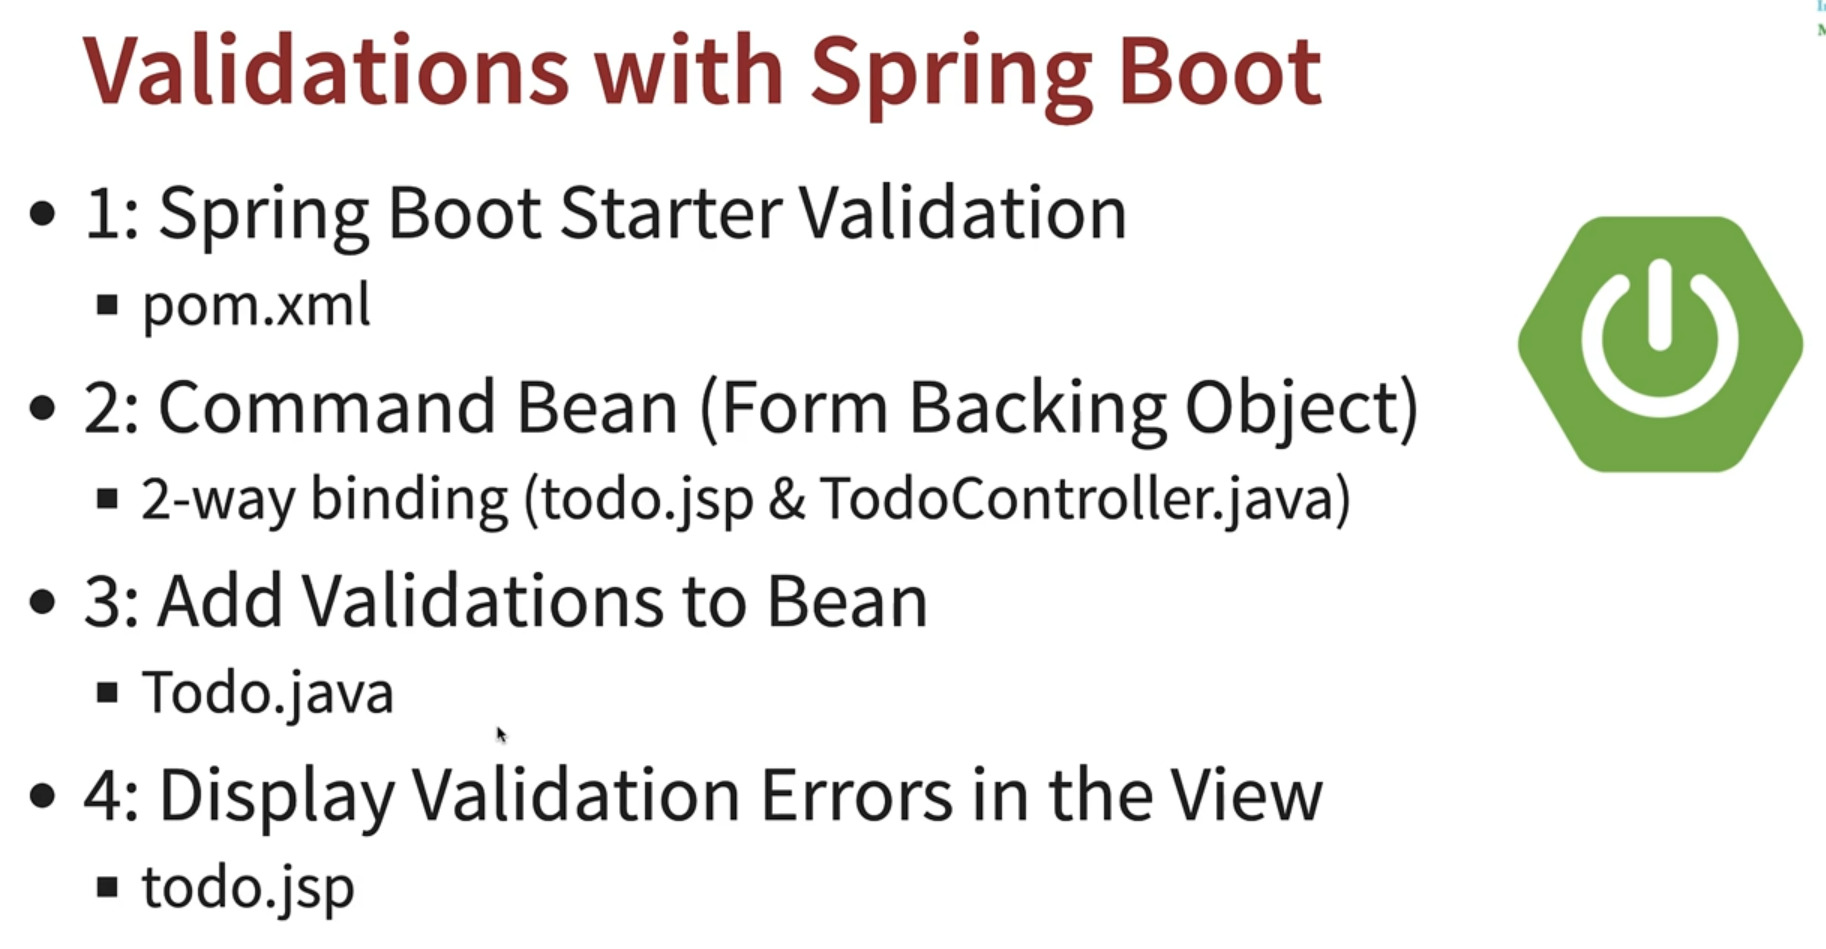 Validations with Spring Boot
• 1: Spring Boot Starter Validation
▪ pom.xml
• 2: Command Bean (Form Backing Object)
▪ 2-way binding (todo.jsp & TodoController.java)
• 3: Add Validations to Bean
▪ Todo.java
• 4: Display Validation Errors in the View
▪ todo.jsp